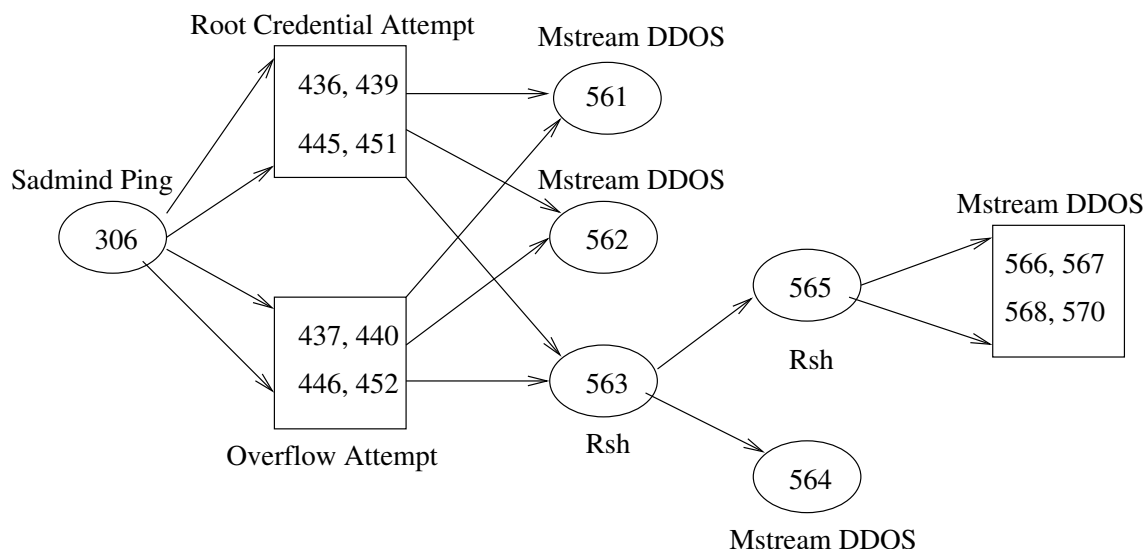 Root Credential Attempt
436, 439
445, 451
Mstream DDOS
561
Sadmind Ping
306
Mstream DDOS
562
437, 440
446, 452
Overflow Attempt
563
Rsh
565
Rsh
Mstream DDOS
566, 567
568, 570
564
Mstream DDOS